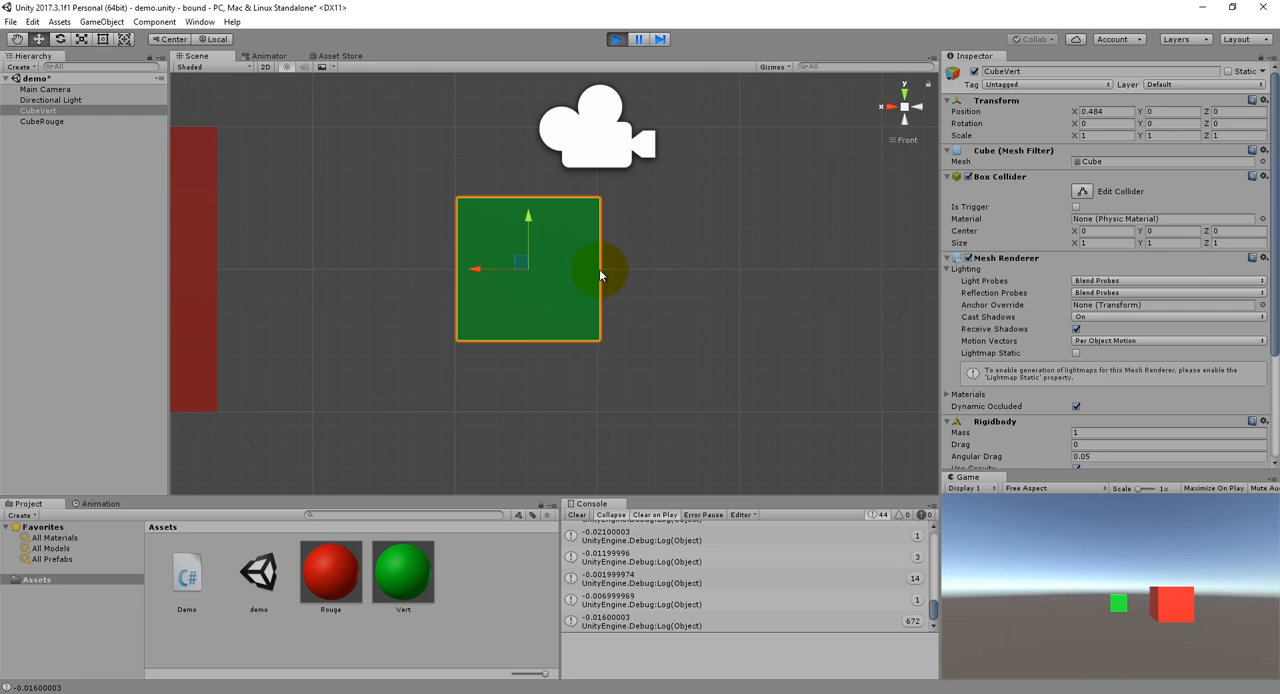 Unity 2017.3.1f1 Personal (64bit) - demo.unity - bound - PC, Mac & Linux Standalone* <DX11>
File Edit Assets GameObject Component Window Help
Center Local Collab Account Layers Layout
Hierarchy
Create All
demo*
Main Camera
Directional Light
CubeVert
CubeRouge
Scene Animator Asset Store
Shaded 2D Gizmos All
y
x
Front
Inspector
CubeVert Static
Tag Untagged Layer Default
Transform
Position X 0.484 Y 0 Z 0
Rotation X 0 Y 0 Z 0
Scale X 1 Y 1 Z 1
Cube (Mesh Filter)
Mesh Cube
Box Collider
Edit Collider
Is Trigger
Material None (Physic Material)
Center X 0 Y 0 Z 0
Size X 1 Y 1 Z 1
Mesh Renderer
Lighting
Light Probes Blend Probes
Reflection Probes Blend Probes
Anchor Override None (Transform)
Cast Shadows On
Receive Shadows
Motion Vectors Per Object Motion
Lightmap Static
To enable generation of lightmaps for this Mesh Renderer, please enable the
'Lightmap Static' property.
Materials
Dynamic Occluded
Rigidbody
Mass 1
Drag 0
Angular Drag 0.05
Game
Display 1 Free Aspect Scale 1x Maximize On Play Mute Au
Project Animation
Create
Favorites
All Materials
All Models
All Prefabs
Assets
Assets
C#
Demo demo Rouge Vert
Console
Clear Collapse Clear on Play Error Pause Editor 44 0 0
UnityEngine.Debug:Log(Object)
-0.02100003 1
UnityEngine.Debug:Log(Object)
-0.01199996 3
UnityEngine.Debug:Log(Object)
-0.001999974 14
UnityEngine.Debug:Log(Object)
-0.006999969 1
UnityEngine.Debug:Log(Object)
-0.01600003 672
UnityEngine.Debug:Log(Object)
-0.01600003